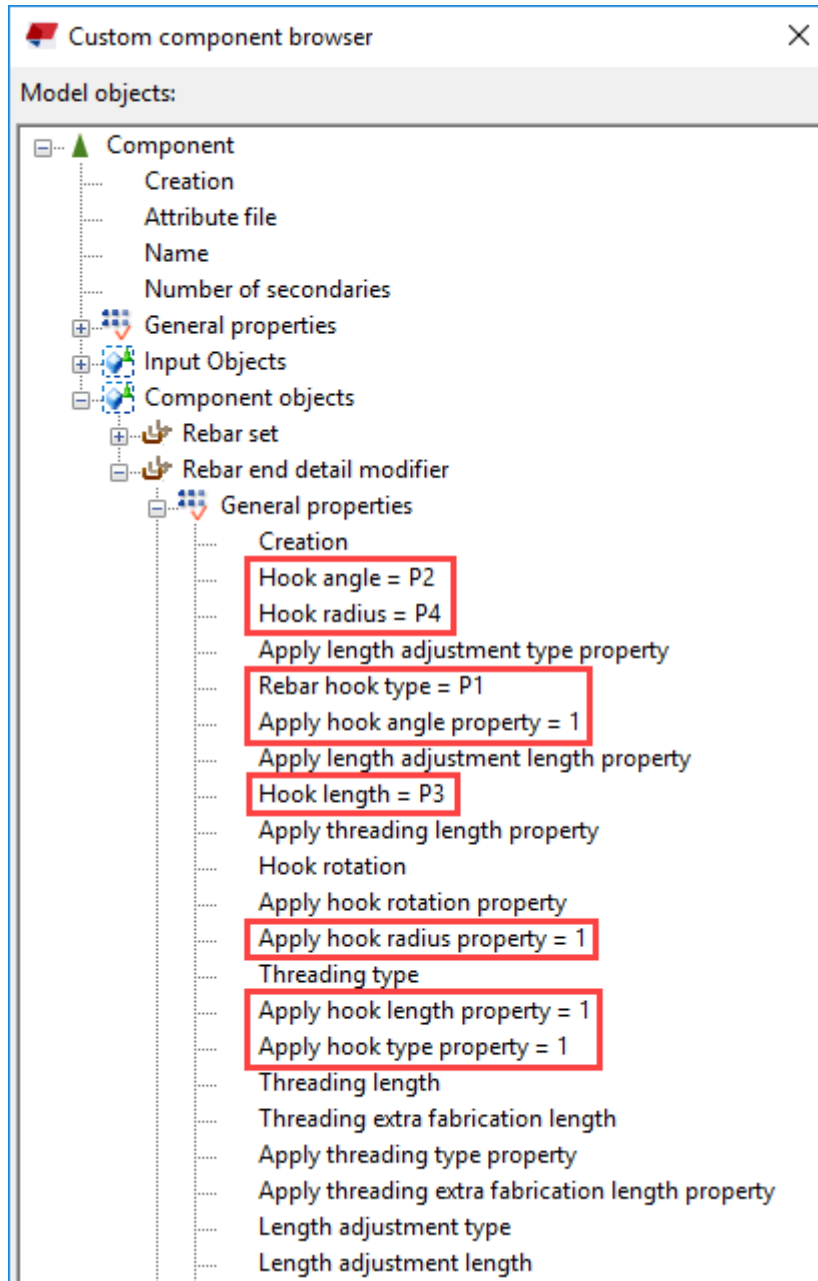 Custom component browser
Model objects:
Component
Creation
Attribute file
Name
Number of secondaries
General properties
Input Objects
Component objects
Rebar set
Rebar end detail modifier
General properties
Creation
Hook angle = P2
Hook radius = P4
Apply length adjustment type property
Rebar hook type = P1
Apply hook angle property = 1
Apply length adjustment length property
Hook length = P3
Apply threading length property
Hook rotation
Apply hook rotation property
Apply hook radius property = 1
Threading type
Apply hook length property = 1
Apply hook type property = 1
Threading length
Threading extra fabrication length
Apply threading type property
Apply threading extra fabrication length property
Length adjustment type
Length adjustment length